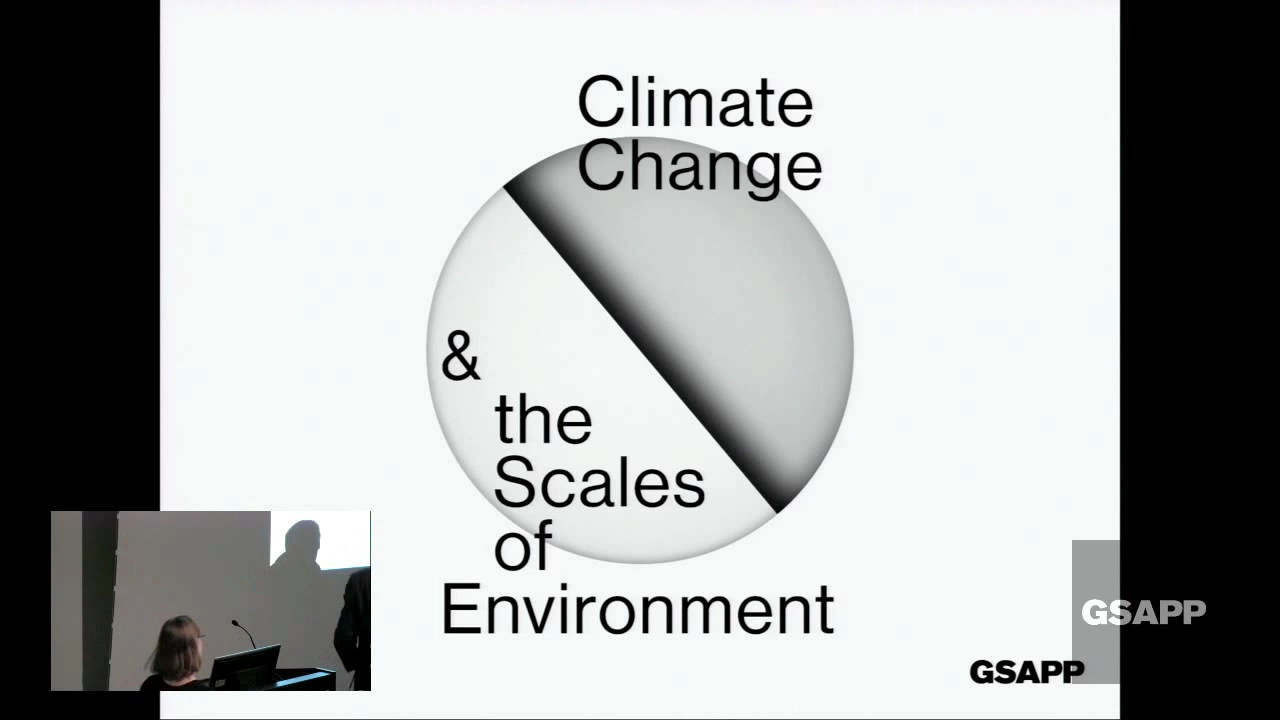 Climate
Change
&
the
Scales
of
Environment
GSAPP
GSAPP